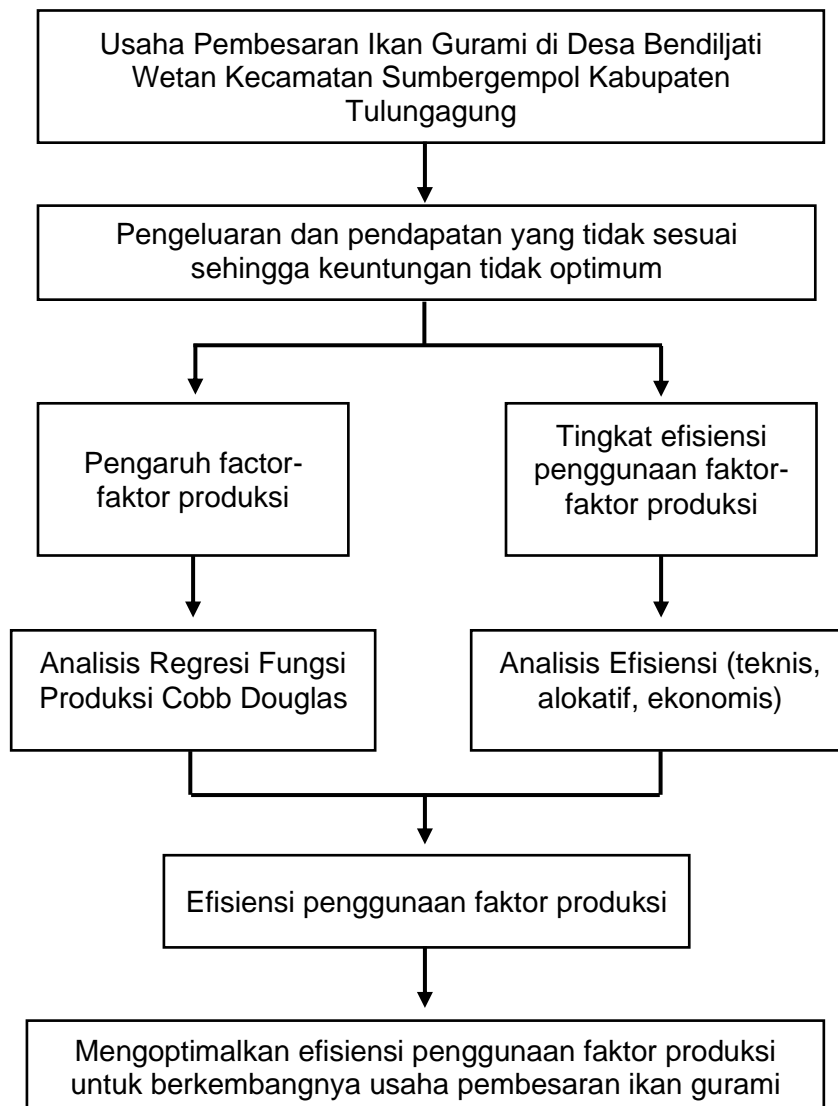 Usaha Pembesaran Ikan Gurami di Desa Bendiljati
Wetan Kecamatan Sumbergempol Kabupaten
Tulungagung
Pengeluaran dan pendapatan yang tidak sesuai
sehingga keuntungan tidak optimum
Pengaruh factor-
faktor produksi
Tingkat efisiensi
penggunaan faktor-
faktor produksi
Analisis Regresi Fungsi
Produksi Cobb Douglas
Analisis Efisiensi (teknis,
alokatif, ekonomis)
Efisiensi penggunaan faktor produksi
Mengoptimalkan efisiensi penggunaan faktor produksi
untuk berkembangnya usaha pembesaran ikan gurami